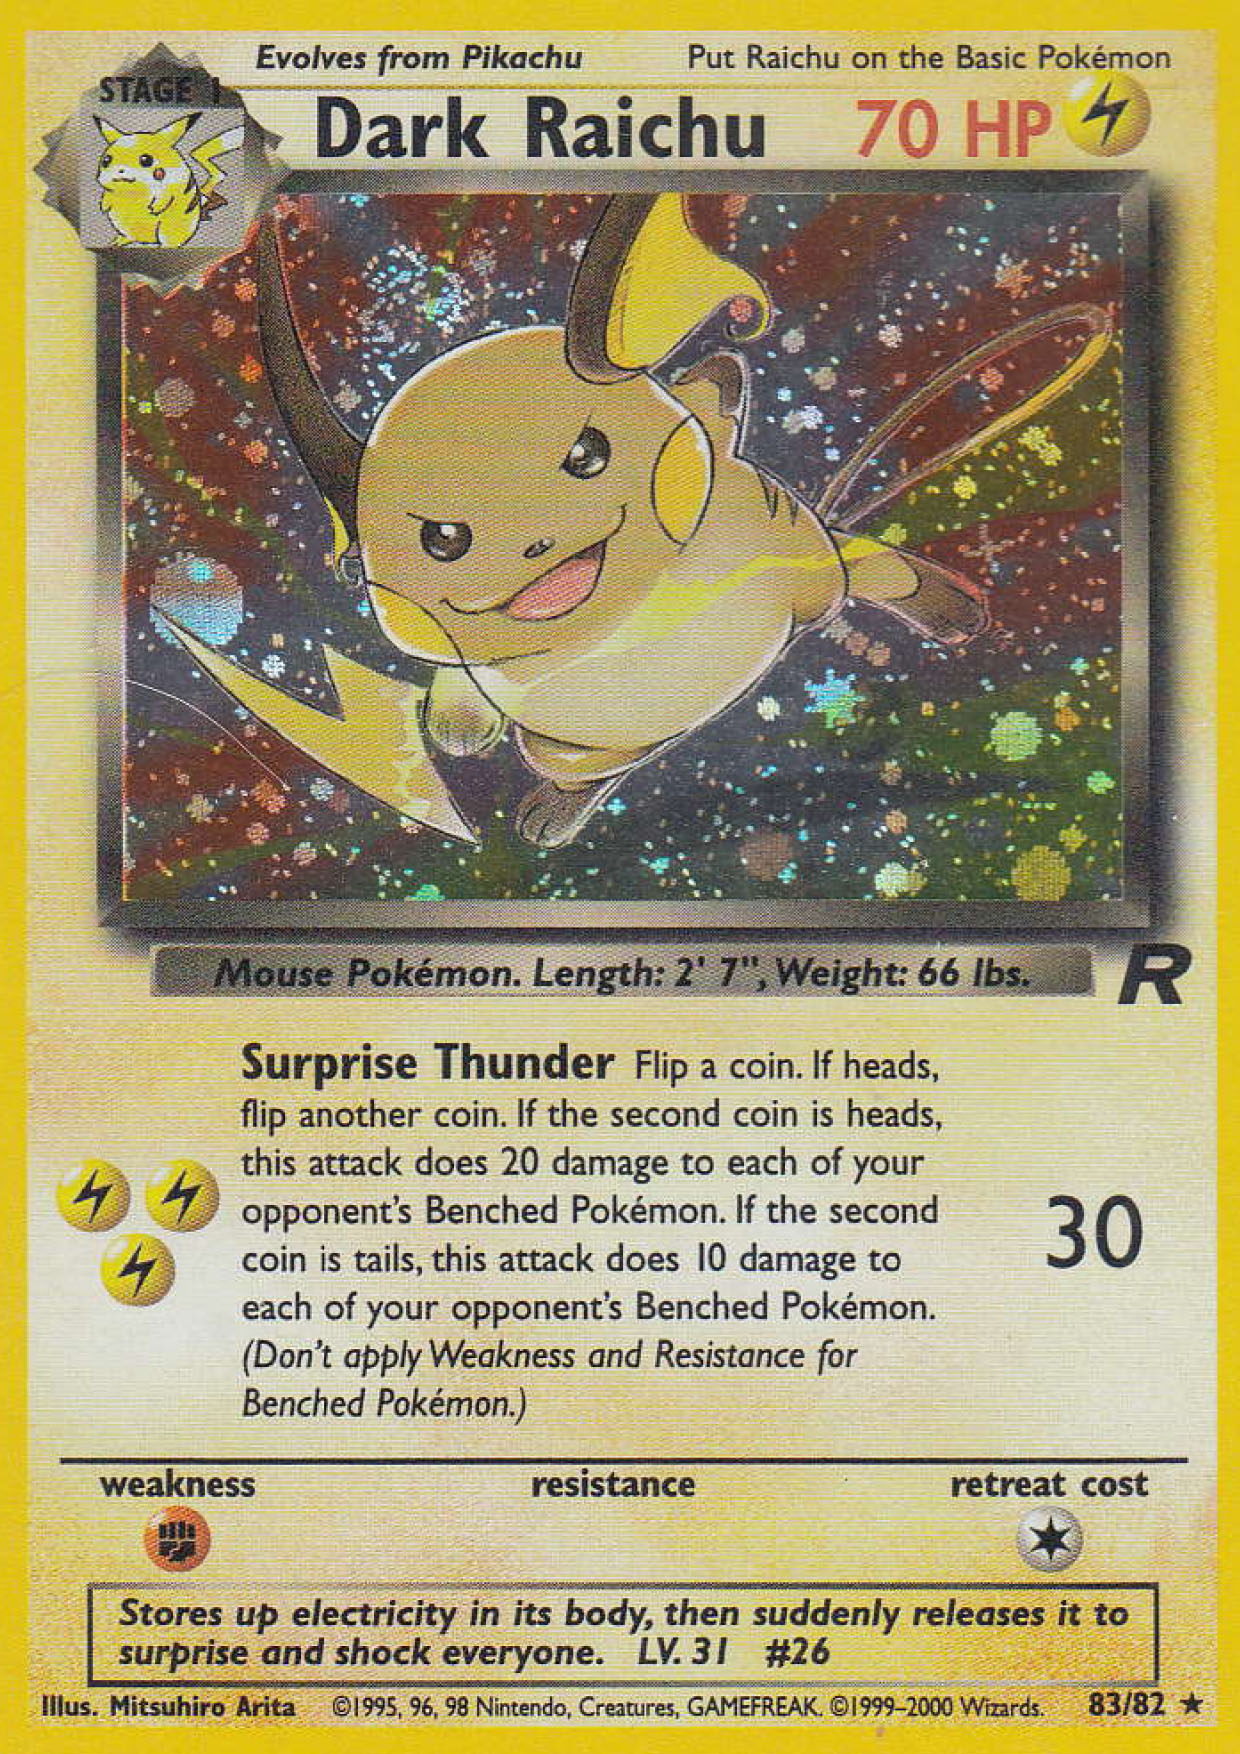 Evolves from Pikachu Put Raichu on the Basic Pokémon
STAGE 1
Dark Raichu 70 HP
Mouse Pokémon. Length: 2' 7", Weight: 66 lbs.
R
Surprise Thunder Flip a coin. If heads,
flip another coin. If the second coin is heads,
this attack does 20 damage to each of your
opponent's Benched Pokémon. If the second
coin is tails, this attack does 10 damage to
each of your opponent's Benched Pokémon.
(Don't apply Weakness and Resistance for
Benched Pokémon.)
30
weakness resistance retreat cost
Stores up electricity in its body, then suddenly releases it to
surprise and shock everyone. LV. 31 #26
Illus. Mitsuhiro Arita ©1995, 96, 98 Nintendo, Creatures, GAMEFREAK. ©1999–2000 Wizards. 83/82 ★